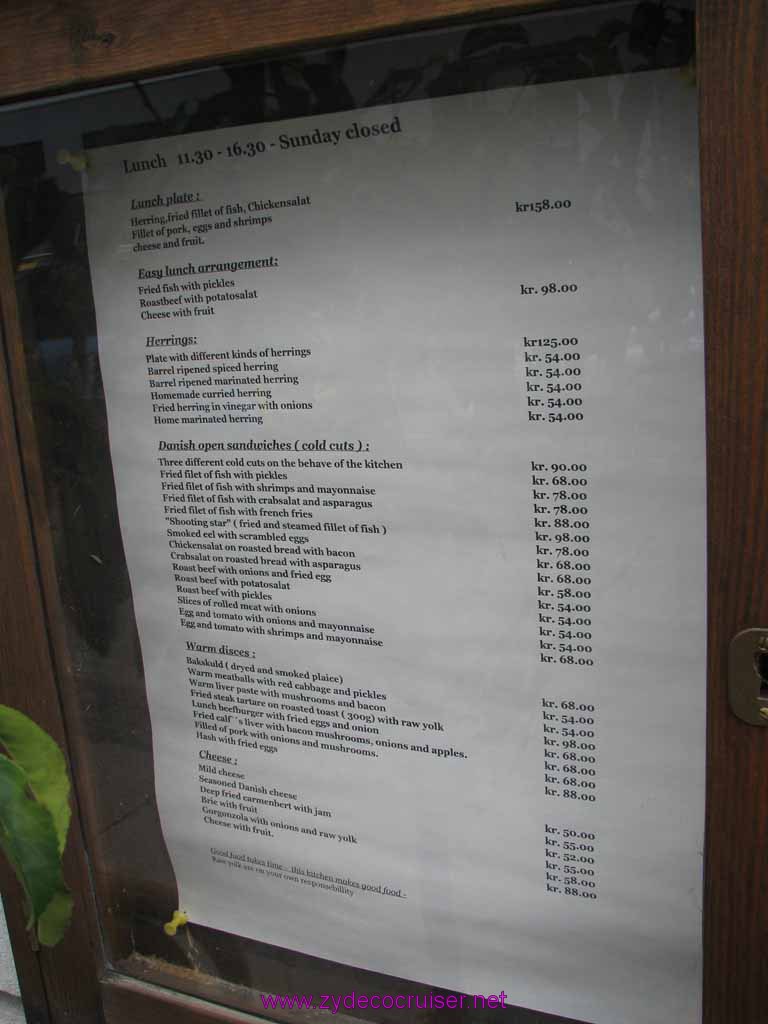 Lunch 11.30 - 16.30 - Sunday closed
Lunch plate :
Herring,fried fillet of fish, Chickensalat
Fillet of pork, eggs and shrimps kr158.00
cheese and fruit.
Easy lunch arrangement:
Fried fish with pickles
Roastbeef with potatosalat kr. 98.00
Cheese with fruit
Herrings:
Plate with different kinds of herrings kr125.00
Barrel ripened spiced herring kr. 54.00
Barrel ripened marinated herring kr. 54.00
Homemade curried herring kr. 54.00
Fried herring in vinegar with onions kr. 54.00
Home marinated herring kr. 54.00
Danish open sandwiches ( cold cuts ) :
Three different cold cuts on the behave of the kitchen kr. 90.00
Fried filet of fish with pickles kr. 68.00
Fried filet of fish with shrimps and mayonnaise kr. 78.00
Fried filet of fish with crabsalat and asparagus kr. 78.00
Fried filet of fish with french fries kr. 88.00
"Shooting star" ( fried and steamed fillet of fish ) kr. 98.00
Smoked eel with scrambled eggs kr. 78.00
Chickensalat on roasted bread with bacon kr. 68.00
Crabsalat on roasted bread with asparagus kr. 68.00
Roast beef with onions and fried egg kr. 58.00
Roast beef with potatosalat kr. 54.00
Roast beef with pickles kr. 54.00
Slices of rolled meat with onions kr. 54.00
Egg and tomato with onions and mayonnaise kr. 54.00
Egg and tomato with shrimps and mayonnaise kr. 68.00
Warm disces :
Bakskuld ( dryed and smoked plaice) kr. 68.00
Warm meatballs with red cabbage and pickles kr. 54.00
Warm liver paste with mushrooms and bacon kr. 54.00
Fried steak tartare on roasted toast ( 300g) with raw yolk kr. 98.00
Lunch beefburger with fried eggs and onion kr. 68.00
Fried calf´´s liver with bacon mushrooms, onions and apples. kr. 68.00
Filled of pork with onions and mushrooms. kr. 68.00
Hash with fried eggs kr. 88.00
Cheese :
Mild cheese kr. 50.00
Seasoned Danish cheese kr. 55.00
Deep fried carmenbert with jam kr. 52.00
Brie with fruit kr. 55.00
Gorgonzola with onions and raw yolk kr. 58.00
Cheese with fruit. kr. 88.00
Good food takes time - this kitchen makes good food -
Raw yolk are on your own responsebillity
www.zydecocruiser.net